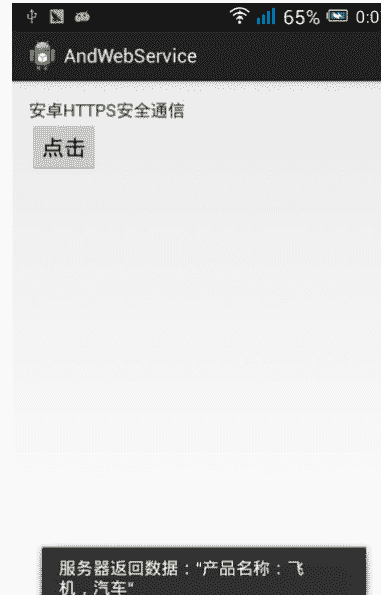 65% 0:0
AndWebService
安卓HTTPS安全通信
点击
服务器返回数据："产品名称：飞
机，汽车"